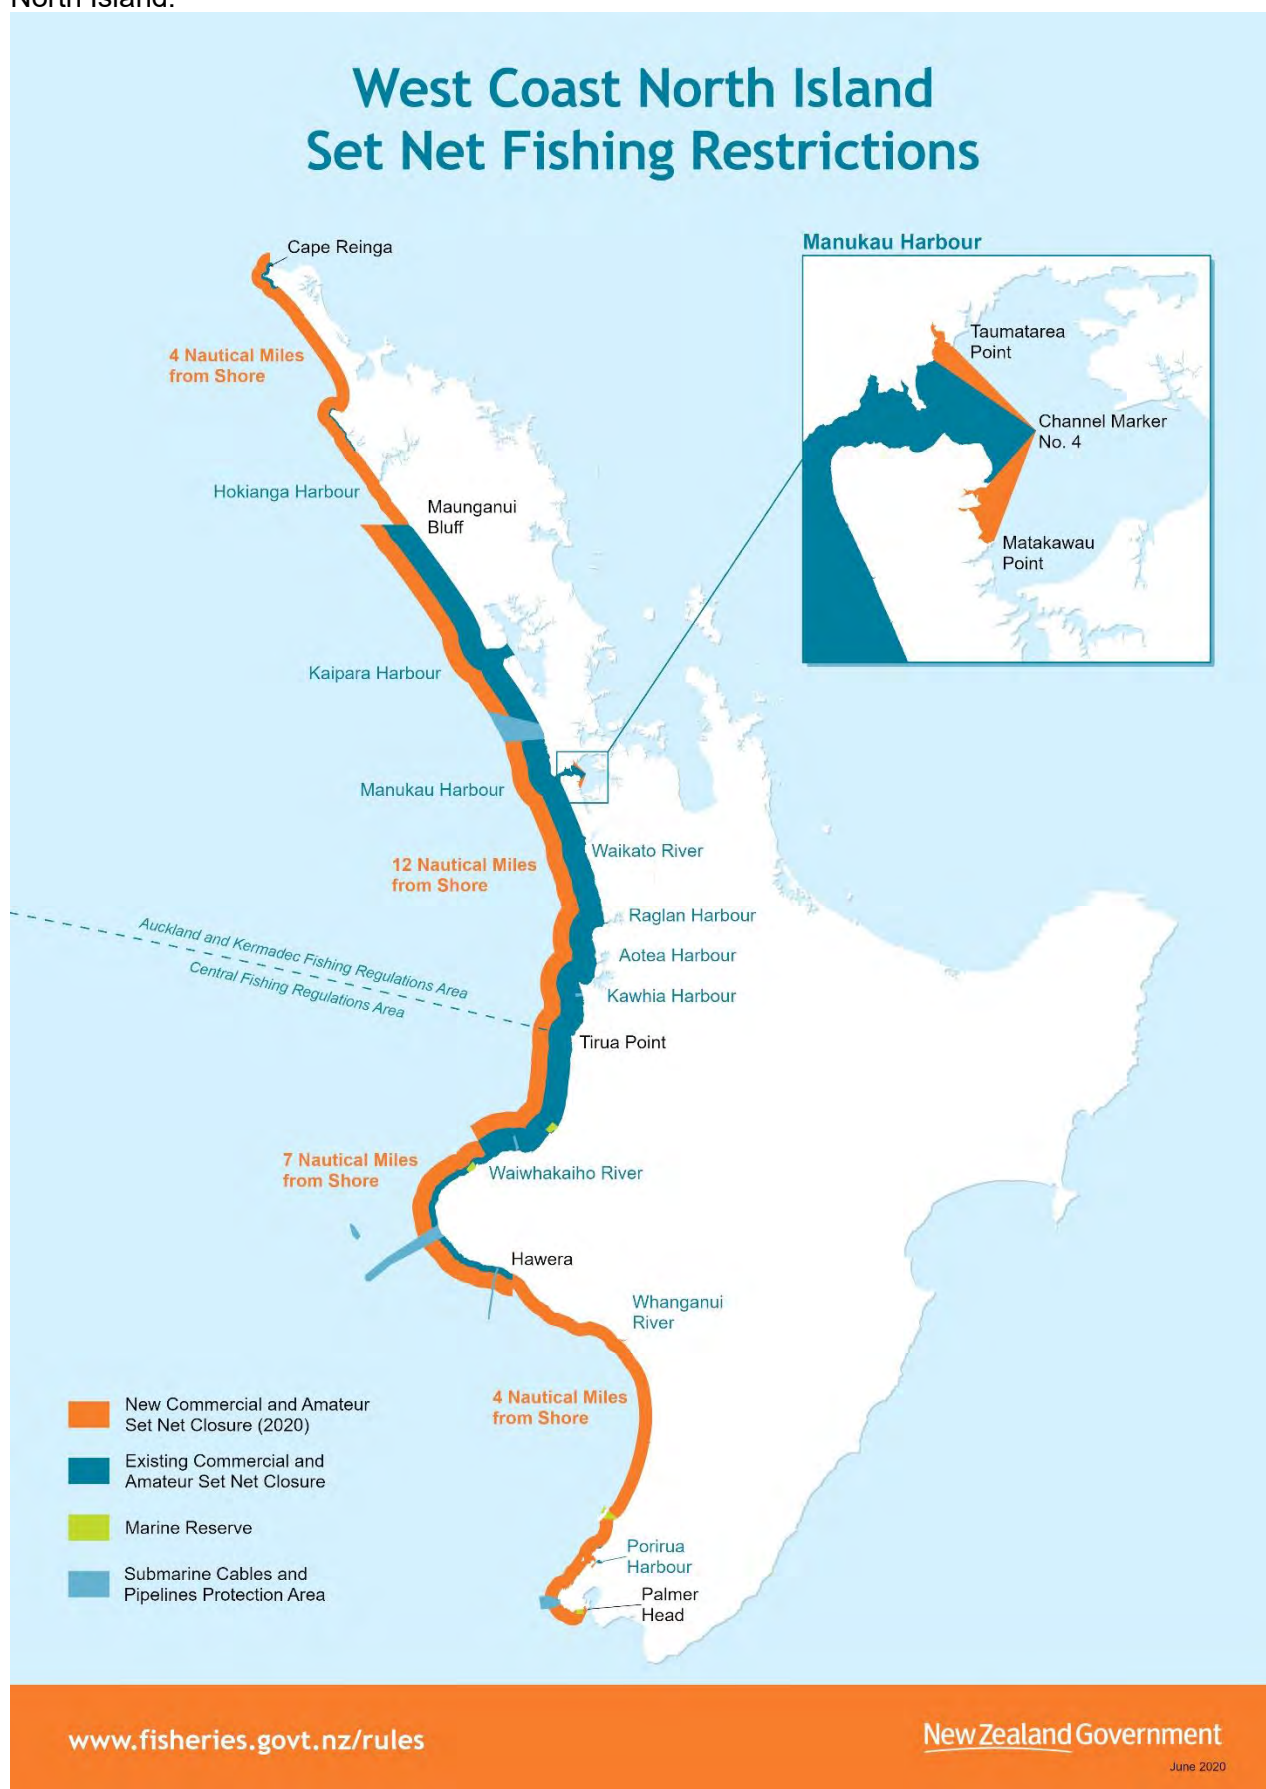 North Island.
West Coast North Island
Set Net Fishing Restrictions
Cape Reinga
Manukau Harbour
Taumatarea
Point
Channel Marker
No. 4
Matakawau
Point
4 Nautical Miles
from Shore
Hokianga Harbour
Maunganui
Bluff
Kaipara Harbour
Manukau Harbour
12 Nautical Miles
from Shore
Waikato River
Raglan Harbour
Aotea Harbour
Kawhia Harbour
Auckland and Kermadec Fishing Regulations Area
Central Fishing Regulations Area
Tirua Point
7 Nautical Miles
from Shore
Waiwhakaiho River
Hawera
Whanganui
River
4 Nautical Miles
from Shore
Porirua
Harbour
Palmer
Head
New Commercial and Amateur
Set Net Closure (2020)
Existing Commercial and
Amateur Set Net Closure
Marine Reserve
Submarine Cables and
Pipelines Protection Area
www.fisheries.govt.nz/rules
New Zealand Government
June 2020